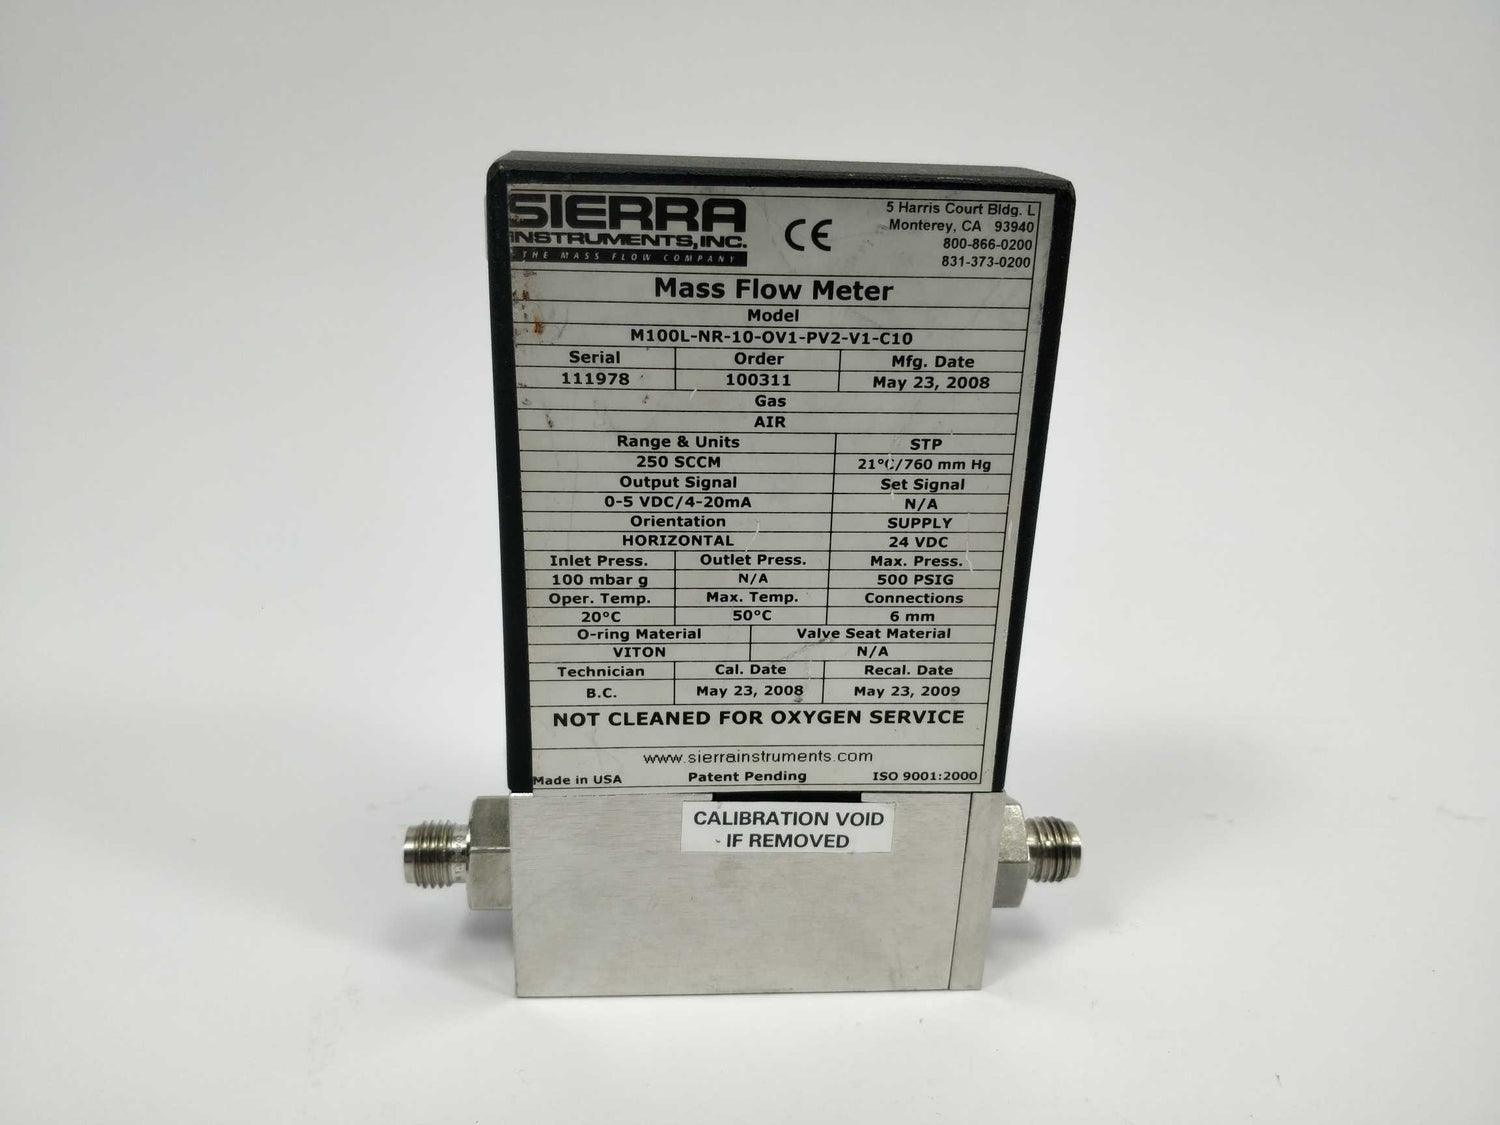 SIERRA
INSTRUMENTS, INC.
THE MASS FLOW COMPANY
CE
5 Harris Court Bldg. L
Monterey, CA 93940
800-866-0200
831-373-0200
Mass Flow Meter
Model
M100L-NR-10-OV1-PV2-V1-C10
Serial Order Mfg. Date
111978 100311 May 23, 2008
Gas
AIR
Range & Units STP
250 SCCM 21°C/760 mm Hg
Output Signal Set Signal
0-5 VDC/4-20mA N/A
Orientation SUPPLY
HORIZONTAL 24 VDC
Inlet Press. Outlet Press. Max. Press.
100 mbar g N/A 500 PSIG
Oper. Temp. Max. Temp. Connections
20°C 50°C 6 mm
O-ring Material Valve Seat Material
VITON N/A
Technician Cal. Date Recal. Date
B.C. May 23, 2008 May 23, 2009
NOT CLEANED FOR OXYGEN SERVICE
www.sierrainstruments.com
Made in USA Patent Pending ISO 9001:2000
CALIBRATION VOID
IF REMOVED